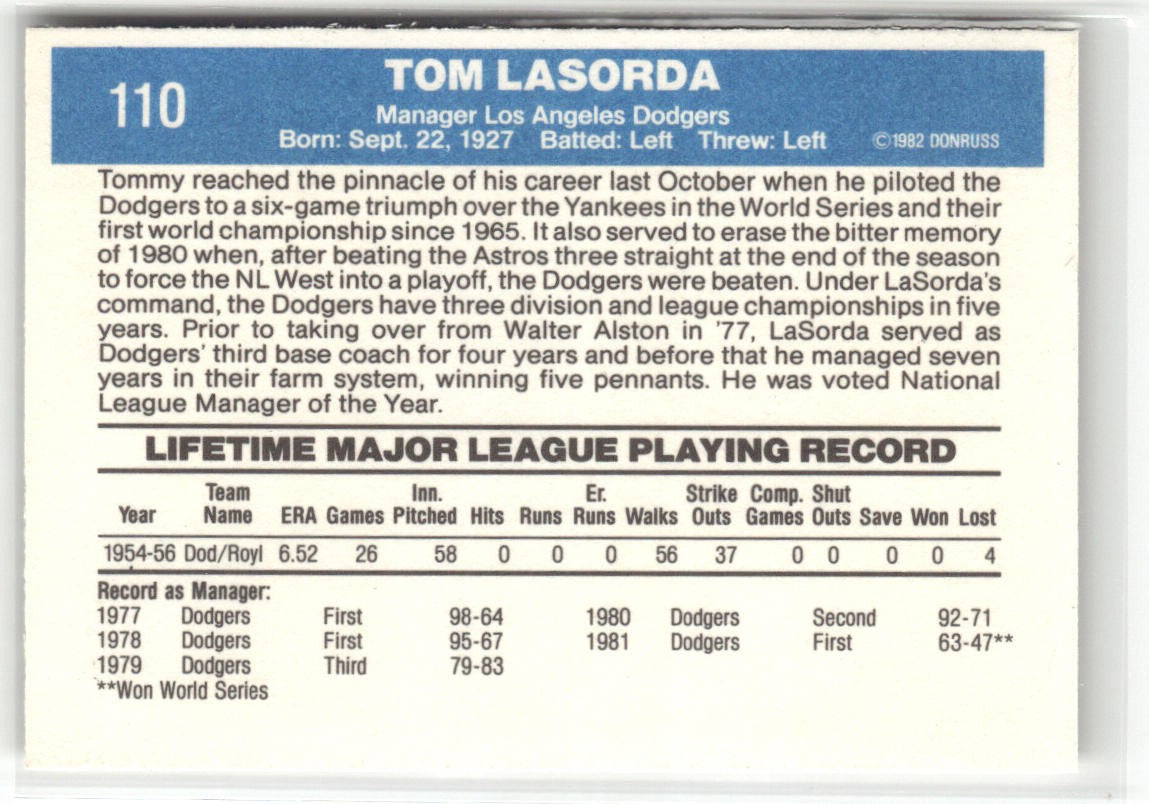 110
TOM LASORDA
Manager Los Angeles Dodgers
Born: Sept. 22, 1927 Batted: Left Threw: Left ©1982 DONRUSS
Tommy reached the pinnacle of his career last October when he piloted the
Dodgers to a six-game triumph over the Yankees in the World Series and their
first world championship since 1965. It also served to erase the bitter memory
of 1980 when, after beating the Astros three straight at the end of the season
to force the NL West into a playoff, the Dodgers were beaten. Under LaSorda's
command, the Dodgers have three division and league championships in five
years. Prior to taking over from Walter Alston in '77, LaSorda served as
Dodgers' third base coach for four years and before that he managed seven
years in their farm system, winning five pennants. He was voted National
League Manager of the Year.
LIFETIME MAJOR LEAGUE PLAYING RECORD
Team Inn. Er. Strike Comp. Shut
Year Name ERA Games Pitched Hits Runs Runs Walks Outs Games Outs Save Won Lost
1954-56 Dod/Royl 6.52 26 58 0 0 0 56 37 0 0 0 0 4
Record as Manager:
1977 Dodgers First 98-64 1980 Dodgers Second 92-71
1978 Dodgers First 95-67 1981 Dodgers First 63-47**
1979 Dodgers Third 79-83
**Won World Series